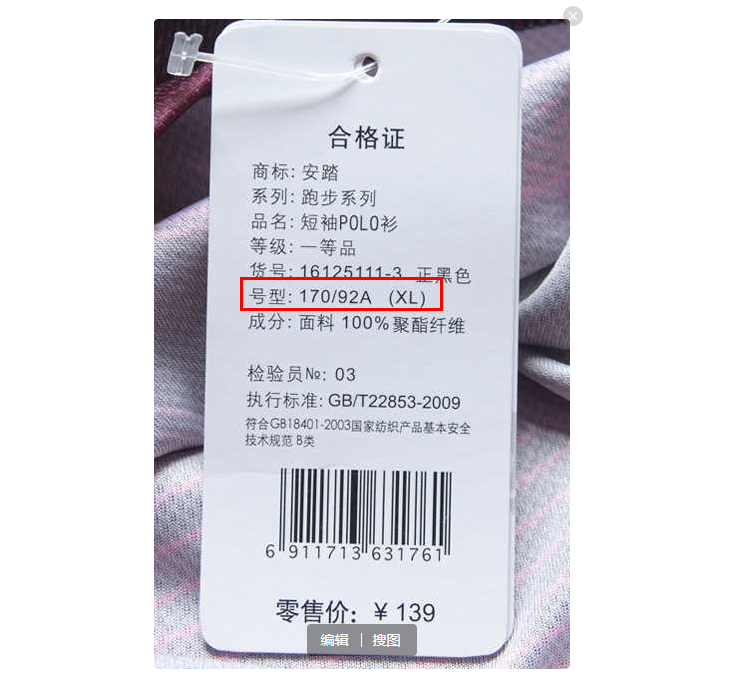 合格证
商标: 安踏
系列: 跑步系列
品名: 短袖POLO衫
等级: 一等品
货号: 16125111-3 正黑色
号型: 170/92A (XL)
成分: 面料 100%聚酯纤维
检验员№: 03
执行标准: GB/T22853-2009
符合GB18401-2003国家纺织产品基本安全
技术规范 B类
6 911713 631761
零售价: ¥ 139
编辑 | 搜图